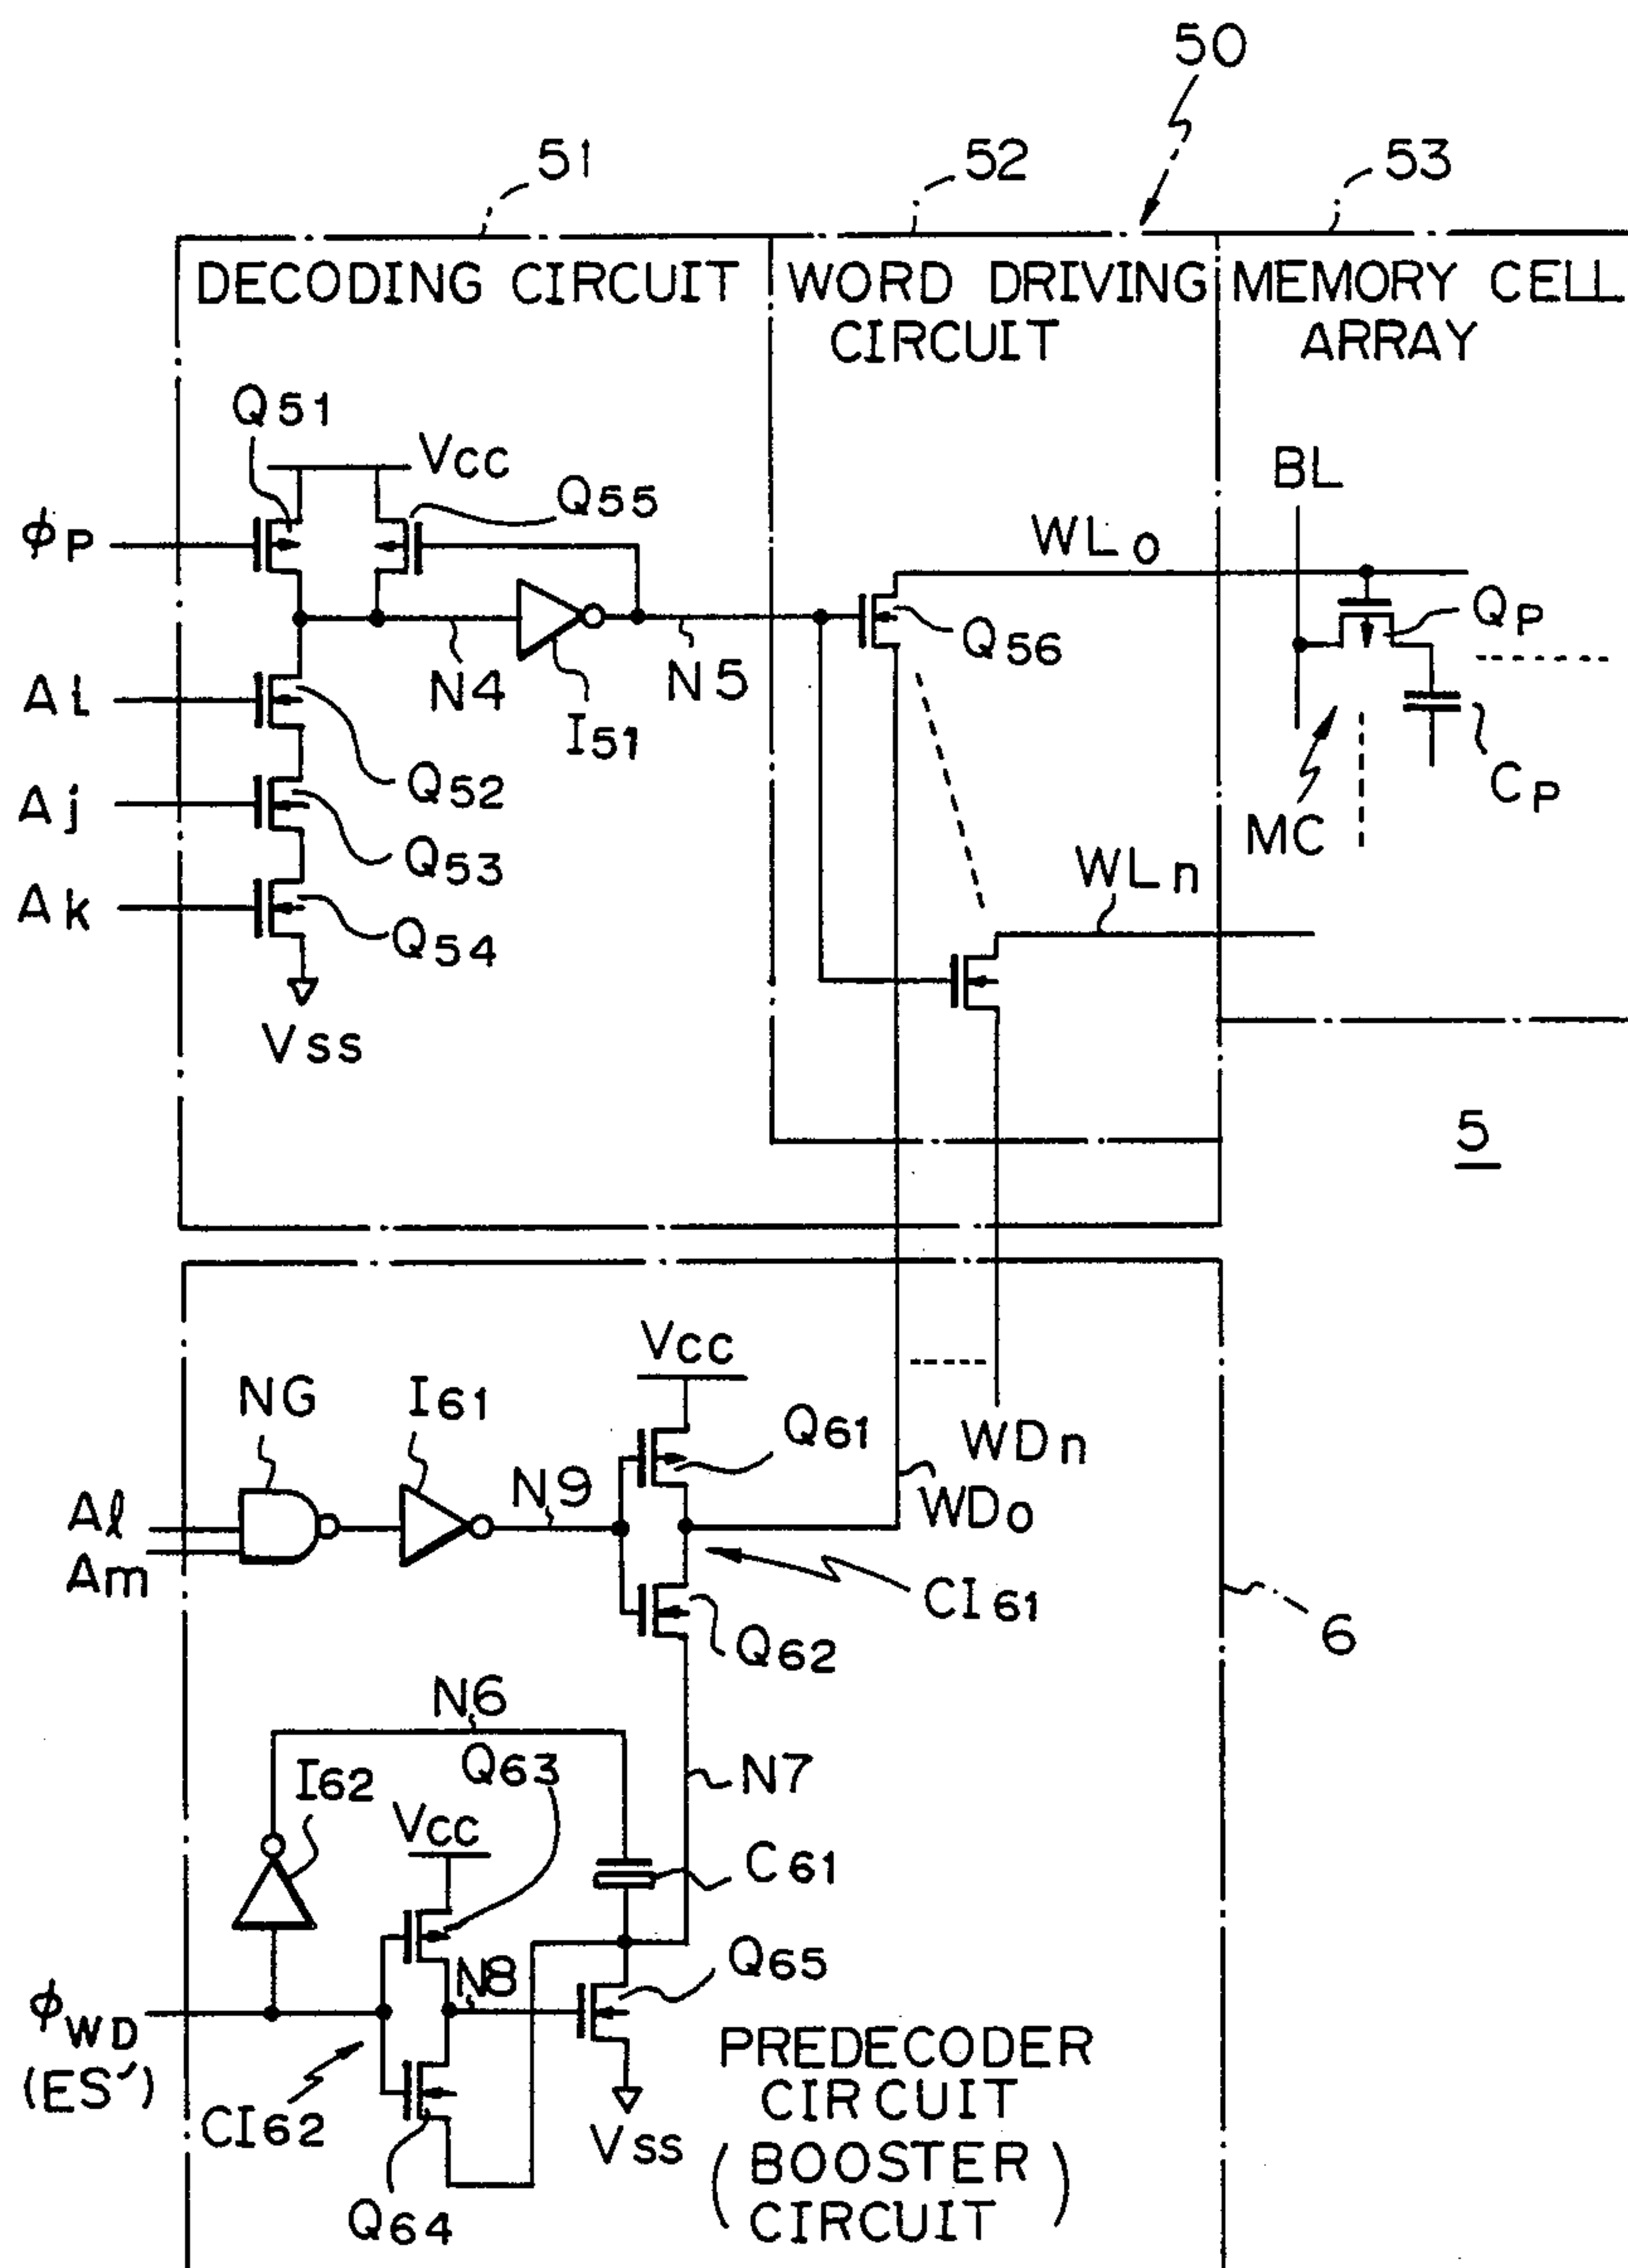 50
51
52
53
DECODING CIRCUIT
WORD DRIVING
CIRCUIT
MEMORY CELL
ARRAY
Q51
Vcc
Q55
BL
ΦP
WLo
QP
Q56
N4
N5
I51
Ai
Q52
CP
Aj
Q53
MC
WLn
Ak
Q54
Vss
5
Vcc
NG
I61
Q61
WDn
N9
WDo
Aℓ
Am
CI61
Q62
6
N6
Q63
N7
I62
Vcc
C61
Q65
N8
ΦWD
(ES')
CI62
Vss
Q64
PREDECODER
CIRCUIT
(BOOSTER
CIRCUIT)